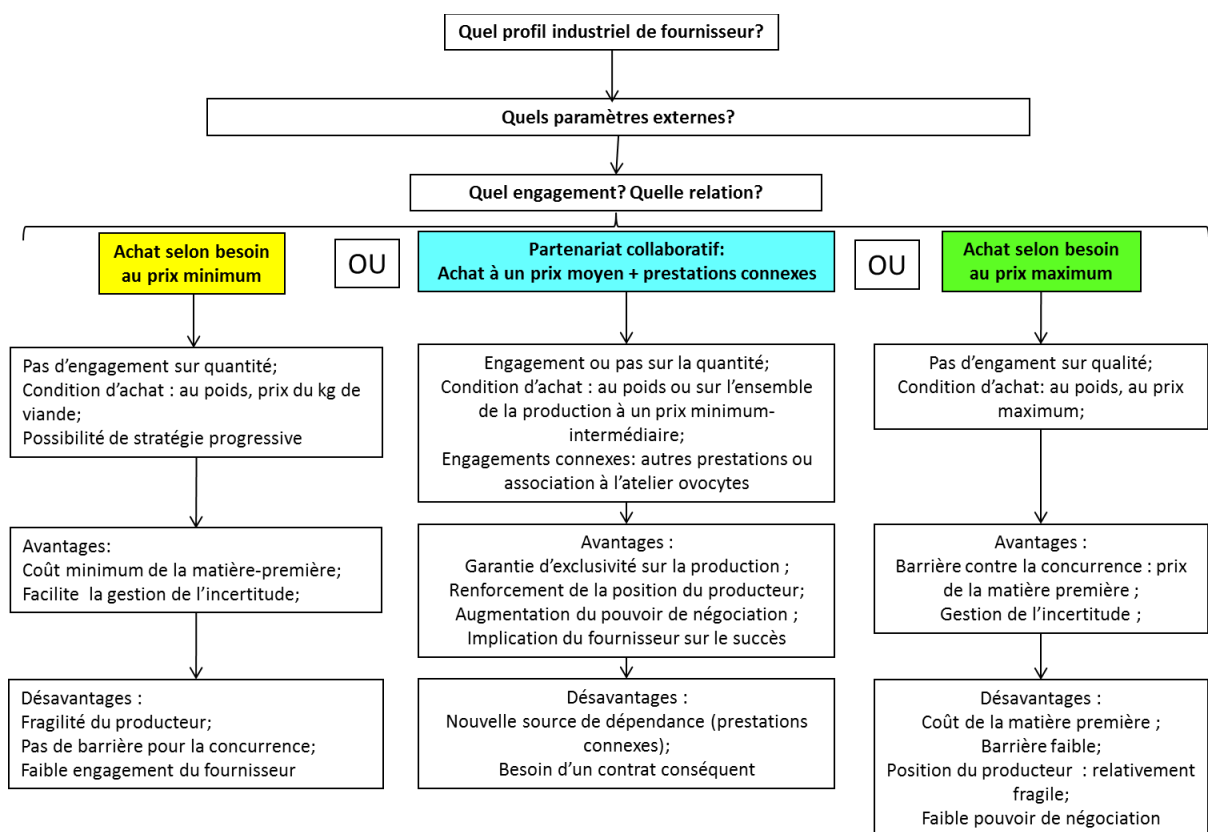 Quel profil industriel de fournisseur?
Quels paramètres externes?
Quel engagement? Quelle relation?
Achat selon besoin
au prix minimum
OU
Partenariat collaboratif:
Achat à un prix moyen + prestations connexes
OU
Achat selon besoin
au prix maximum
Pas d'engagement sur quantité;
Condition d'achat : au poids, prix du kg de
viande;
Possibilité de stratégie progressive
Engagement ou pas sur la quantité;
Condition d'achat : au poids ou sur l'ensemble
de la production à un prix minimum-
intermédiaire;
Engagements connexes: autres prestations ou
association à l'atelier ovocytes
Pas d'engament sur qualité;
Condition d'achat: au poids, au prix
maximum;
Avantages:
Coût minimum de la matière-première;
Facilite la gestion de l'incertitude;
Avantages :
Garantie d'exclusivité sur la production ;
Renforcement de la position du producteur;
Augmentation du pouvoir de négociation ;
Implication du fournisseur sur le succès
Avantages :
Barrière contre la concurrence : prix
de la matière première ;
Gestion de l'incertitude ;
Désavantages :
Fragilité du producteur;
Pas de barrière pour la concurrence;
Faible engagement du fournisseur
Désavantages :
Nouvelle source de dépendance (prestations
connexes);
Besoin d'un contrat conséquent
Désavantages :
Coût de la matière première ;
Barrière faible;
Position du producteur : relativement
fragile;
Faible pouvoir de négociation